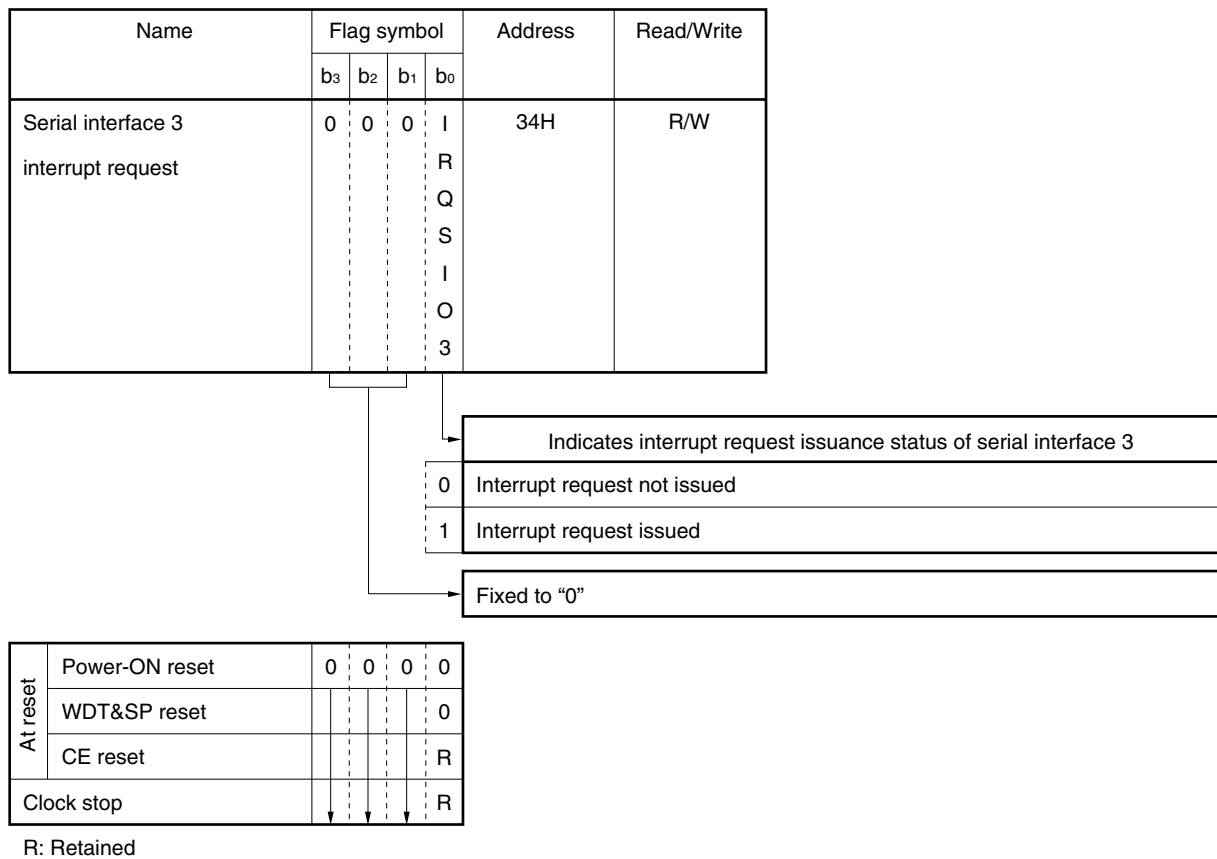 Name Flag symbol Address Read/Write
b3 b2 b1 b0
Serial interface 3 0 0 0 I 34H R/W
interrupt request R
Q
S
I
O
3
Indicates interrupt request issuance status of serial interface 3
0 Interrupt request not issued
1 Interrupt request issued
Fixed to “0”
At reset
Power-ON reset 0 0 0 0
WDT&SP reset 0
CE reset R
Clock stop R
R: Retained